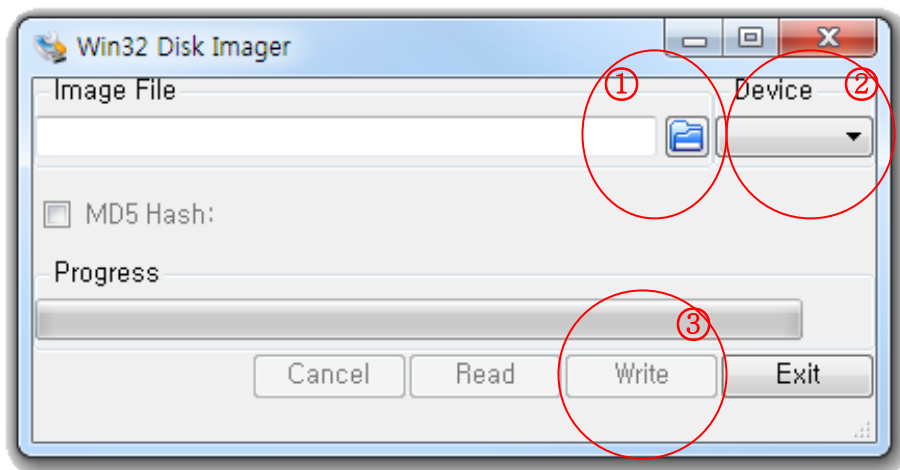 Win32 Disk Imager
Image File ① Device ②
MD5 Hash:
Progress
③
Cancel Read Write Exit